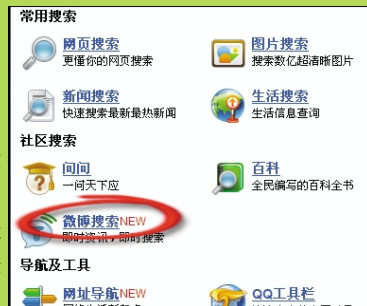 常用搜索
网页搜索 图片搜索
更懂你的网页搜索 搜索数亿超清晰图片
新闻搜索 生活搜索
快速搜索最新最热新闻 生活信息查询
社区搜索
问问 百科
一问天下应 全民编写的百科全书
微博搜索NEW
即时资讯,即时搜索
导航及工具
网址导航NEW QQ工具栏